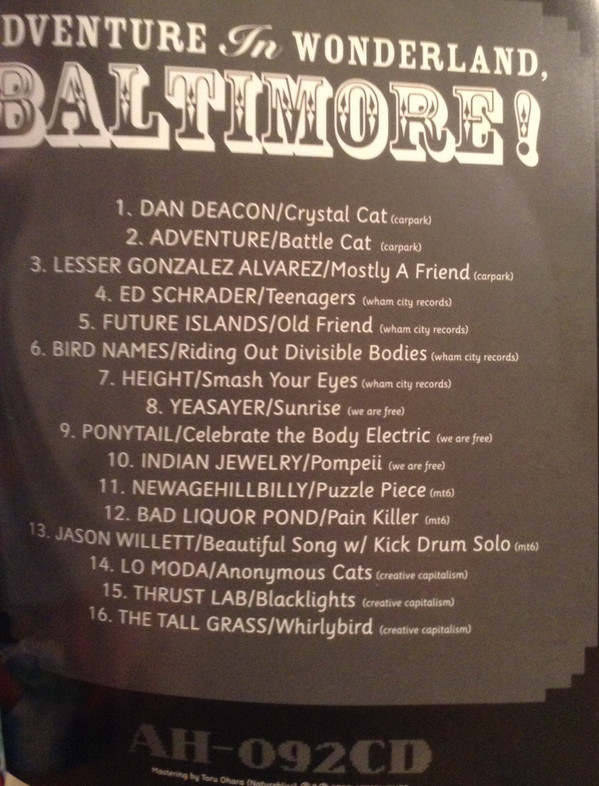 DVENTURE In WONDERLAND,
BALTIMORE!
1. DAN DEACON/Crystal Cat (carpark)
2. ADVENTURE/Battle Cat (carpark)
3. LESSER GONZALEZ ALVAREZ/Mostly A Friend (carpark)
4. ED SCHRADER/Teenagers (wham city records)
5. FUTURE ISLANDS/Old Friend (wham city records)
6. BIRD NAMES/Riding Out Divisible Bodies (wham city records)
7. HEIGHT/Smash Your Eyes (wham city records)
8. YEASAYER/Sunrise (we are free)
9. PONYTAIL/Celebrate the Body Electric (we are free)
10. INDIAN JEWELRY/Pompeii (we are free)
11. NEWAGEHILLBILLY/Puzzle Piece (mt6)
12. BAD LIQUOR POND/Pain Killer (mt6)
13. JASON WILLETT/Beautiful Song w/ Kick Drum Solo (mt6)
14. LO MODA/Anonymous Cats (creative capitalism)
15. THRUST LAB/Blacklights (creative capitalism)
16. THE TALL GRASS/Whirlybird (creative capitalism)
AH-092CD
Mastering by Toru Ohara